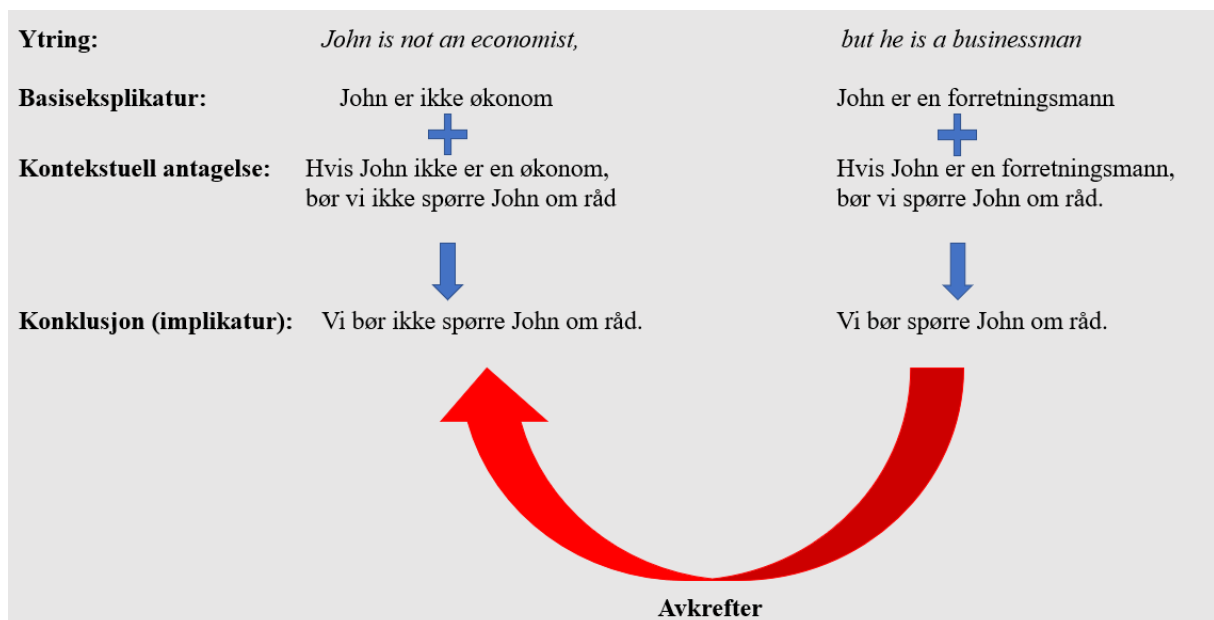 Ytring: John is not an economist, but he is a businessman
Basiseksplikatur: John er ikke økonom John er en forretningsmann
Kontekstuell antagelse: Hvis John ikke er en økonom, Hvis John er en forretningsmann,
bør vi ikke spørre John om råd bør vi spørre John om råd.
Konklusjon (implikatur): Vi bør ikke spørre John om råd. Vi bør spørre John om råd.
Avkrefter